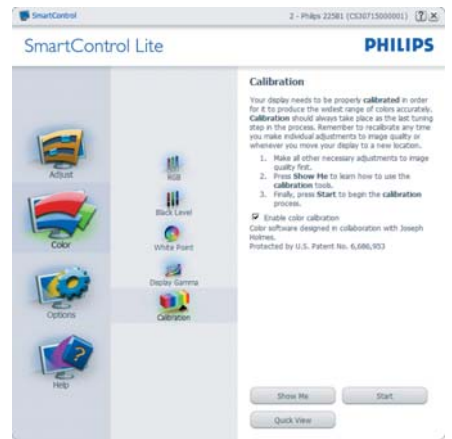 SmartControl
2 - Philips 225B1 (CS30715000001)
SmartControl Lite
PHILIPS
Adjust
Color
Options
Help
RGB
Black Level
White Point
Display Gamma
Calibration
Calibration
Your display needs to be properly calibrated in order
for it to produce the widest range of colors accurately.
Calibration should always take place as the last tuning
step in the process. Remember to recalibrate any time
you make individual adjustments to image quality or
whenever you move your display to a new location.
1. Make all other necessary adjustments to image
quality first.
2. Press Show Me to learn how to use the
calibration tools.
3. Finally, press Start to begin the calibration
process.
Enable color calibration
Color software designed in collaboration with Joseph
Holmes.
Protected by U.S. Patent No. 6,686,953
Show Me
Start
Quick View